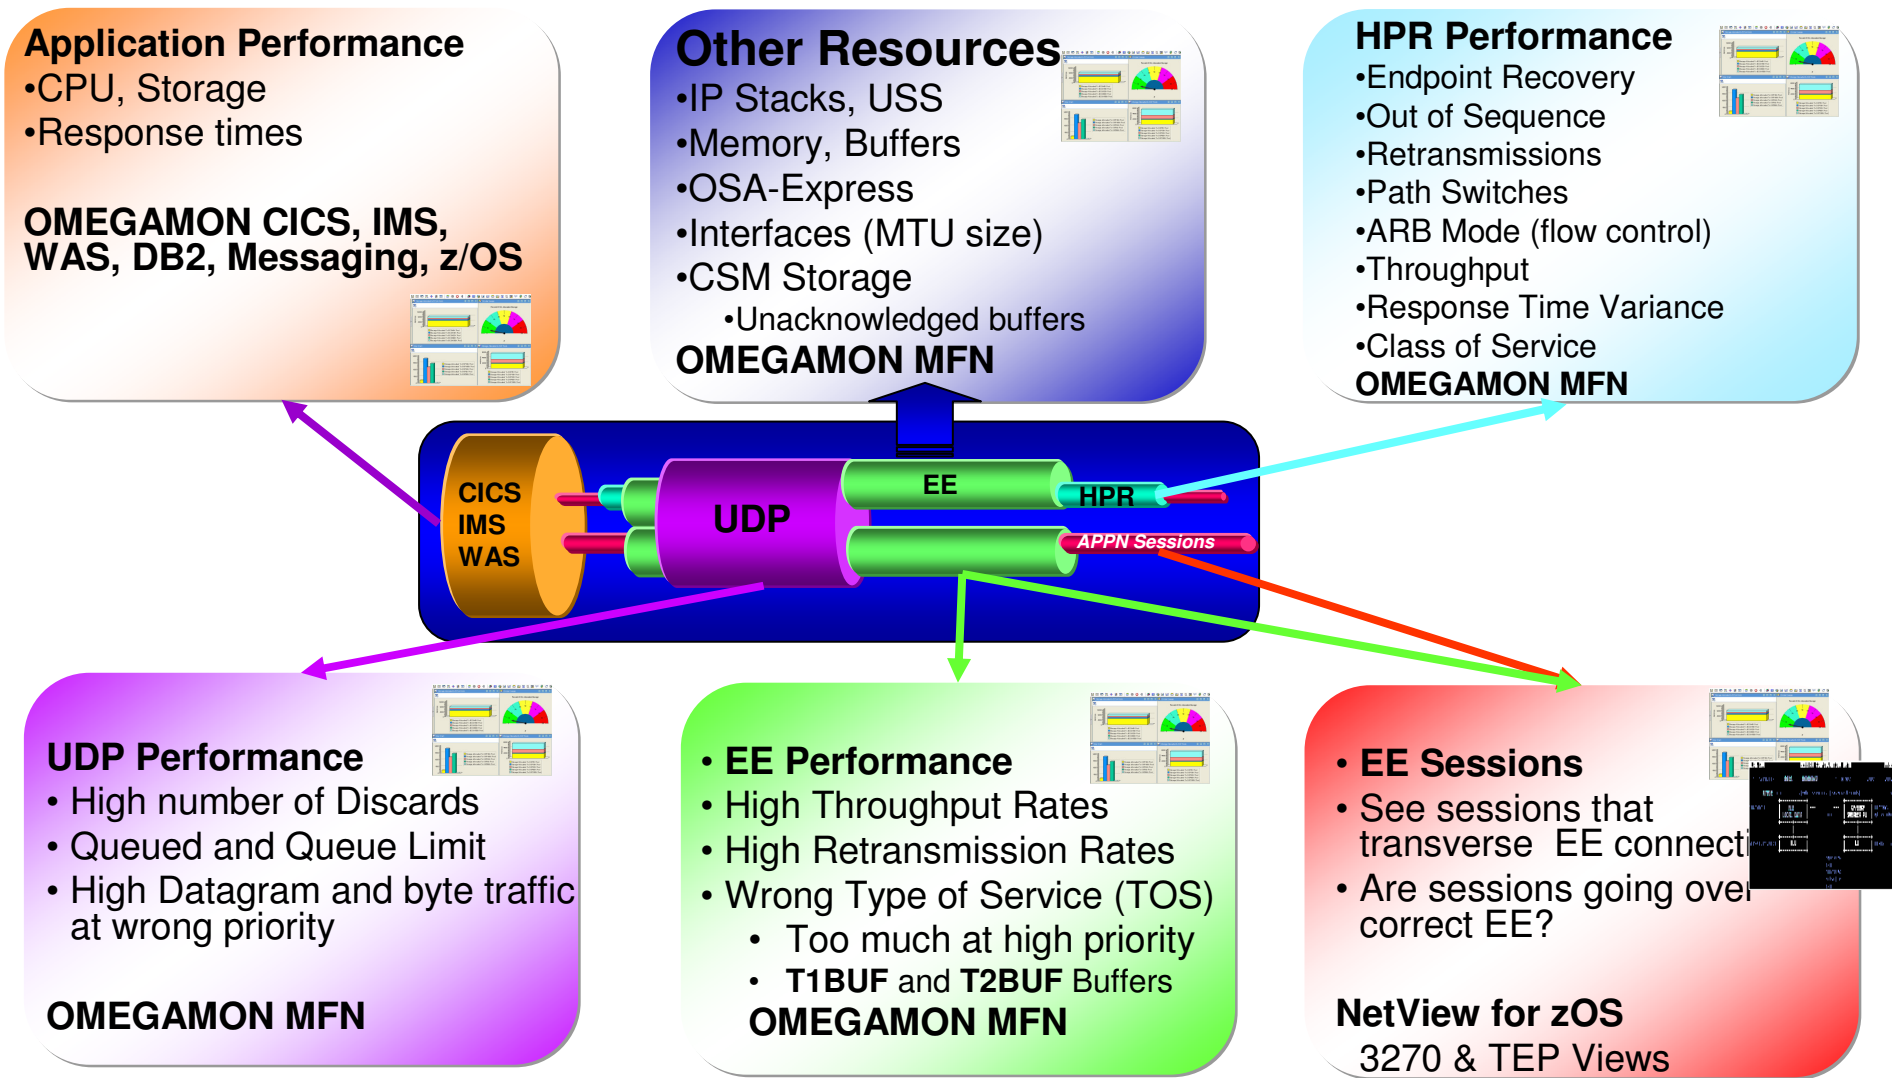 Application Performance
•CPU, Storage
•Response times
OMEGAMON CICS, IMS,
WAS, DB2, Messaging, z/OS
Other Resources
•IP Stacks, USS
•Memory, Buffers
•OSA-Express
•Interfaces (MTU size)
•CSM Storage
•Unacknowledged buffers
OMEGAMON MFN
HPR Performance
•Endpoint Recovery
•Out of Sequence
•Retransmissions
•Path Switches
•ARB Mode (flow control)
•Throughput
•Response Time Variance
•Class of Service
OMEGAMON MFN
CICS
IMS
WAS
UDP
EE
HPR
APPN Sessions
UDP Performance
• High number of Discards
• Queued and Queue Limit
• High Datagram and byte traffic
at wrong priority
OMEGAMON MFN
• EE Performance
• High Throughput Rates
• High Retransmission Rates
• Wrong Type of Service (TOS)
• Too much at high priority
• T1BUF and T2BUF Buffers
OMEGAMON MFN
• EE Sessions
• See sessions that
transverse EE connecti
• Are sessions going over
correct EE?
NetView for zOS
3270 & TEP Views